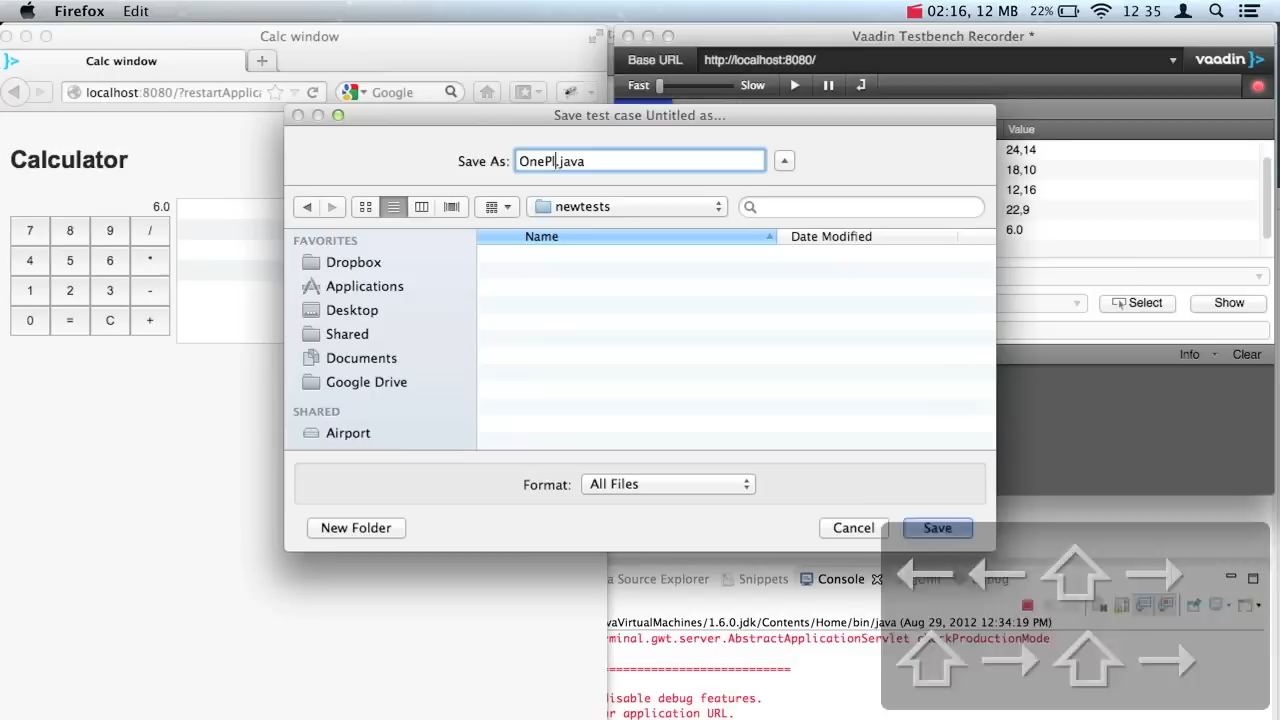 Firefox Edit 02:16, 12 MB 22% 12 35
Calc window
Vaadin Testbench Recorder *
Calc window
Base URL http://localhost:8080/ vaadin }>
localhost:8080/?restartApplica Google
Fast Slow
Save test case Untitled as...
Value
24,14
18,10
12,16
22,9
6.0
Calculator
6.0
7 8 9 /
4 5 6 *
1 2 3 -
0 = C +
Save As: OnePl.java
newtests
FAVORITES
Dropbox
Applications
Desktop
Shared
Documents
Google Drive
SHARED
Airport
Name Date Modified
Select Show
Info Clear
Format: All Files
New Folder Cancel Save
a Source Explorer Snippets Console
avaVirtualMachines/1.6.0.jdk/Contents/Home/bin/java (Aug 29, 2012 12:34:19 PM)
rminal.gwt.server.AbstractApplicationServlet checkProductionMode
==========================
isable debug features.
r application URL.